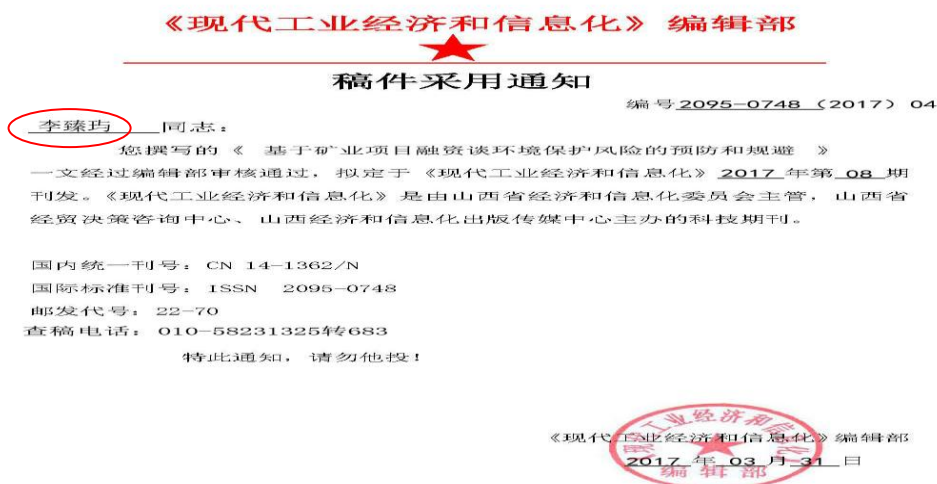 《现代工业经济和信息化》编辑部
稿件采用通知
编号 2095-0748 (2017) 04
李臻玙 同志：
您撰写的《 基于矿业项目融资谈环境保护风险的预防和规避 》
一文经过编辑部审核通过，拟定于《现代工业经济和信息化》 2017 年第 08 期
刊发。《现代工业经济和信息化》是由山西省经济和信息化委员会主管，山西省
经贸决策咨询中心、山西经济和信息化出版传媒中心主办的科技期刊。
国内统一刊号：CN 14-1362/N
国际标准刊号：ISSN 2095-0748
邮发代号：22-70
查稿电话：010-58231325转683
特此通知，请勿他投！
《现代工业经济和信息化》编辑部
2017 年 03 月 31 日
编辑部